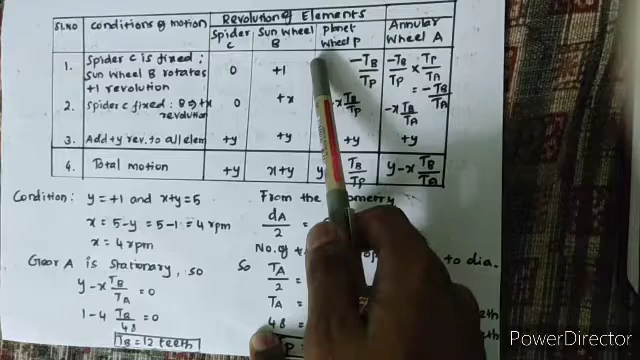 Revolution of Elements
Sl.no Conditions of motion Spider C Sun wheel B planet wheel P Annular wheel A
1. Spider C is fixed; Sun wheel B rotates +1 revolution 0 +1 -TB/TP -TB/TP × TP/TA = -TB/TA
2. Spider C fixed: B → +x revolution 0 +x -x TB/TP -x TB/TA
3. Add +y rev. to all elem +y +y +y +y
4. Total motion +y x+y y TB/TP y-x TB/TA
Condition: y = +1 and x+y=5
x = 5-y = 5-1 = 4 rpm
x = 4 rpm
Gear A is stationary, so
y-x TB/TA = 0
1-4 TB/48 = 0
TB = 12 teeth
From the
dA/2 =
No. of to dia.
So TA/2 =
TA =
48 =
PowerDirector